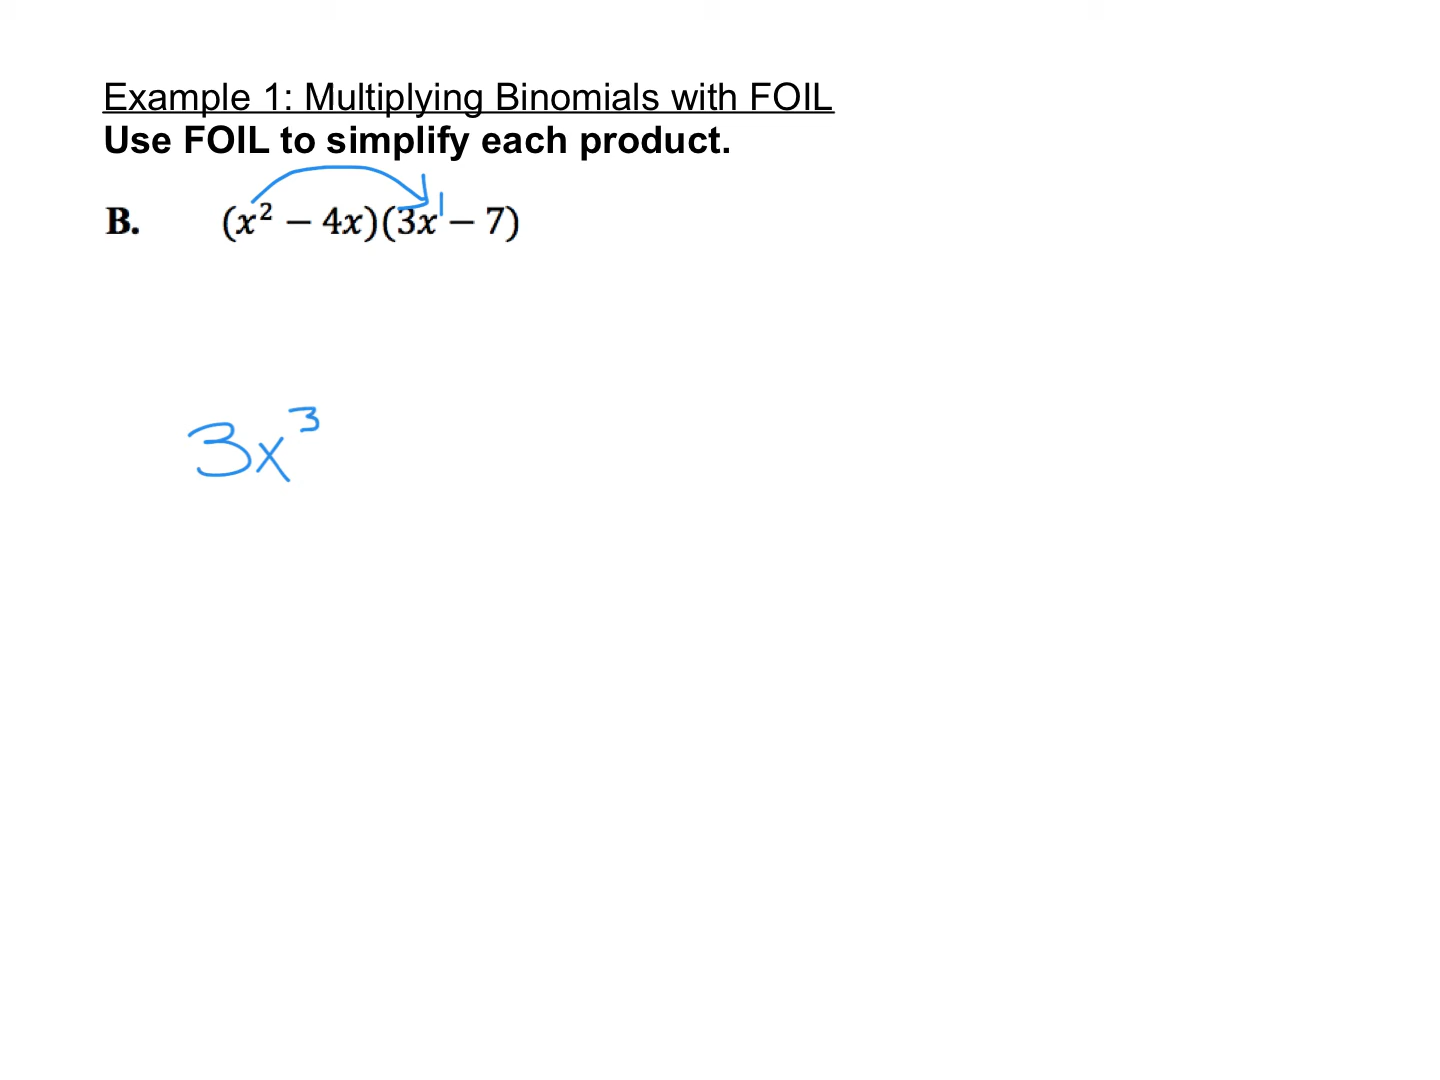 Example 1: Multiplying Binomials with FOIL
Use FOIL to simplify each product.
B. (x² − 4x)(3x¹ − 7)
3x³